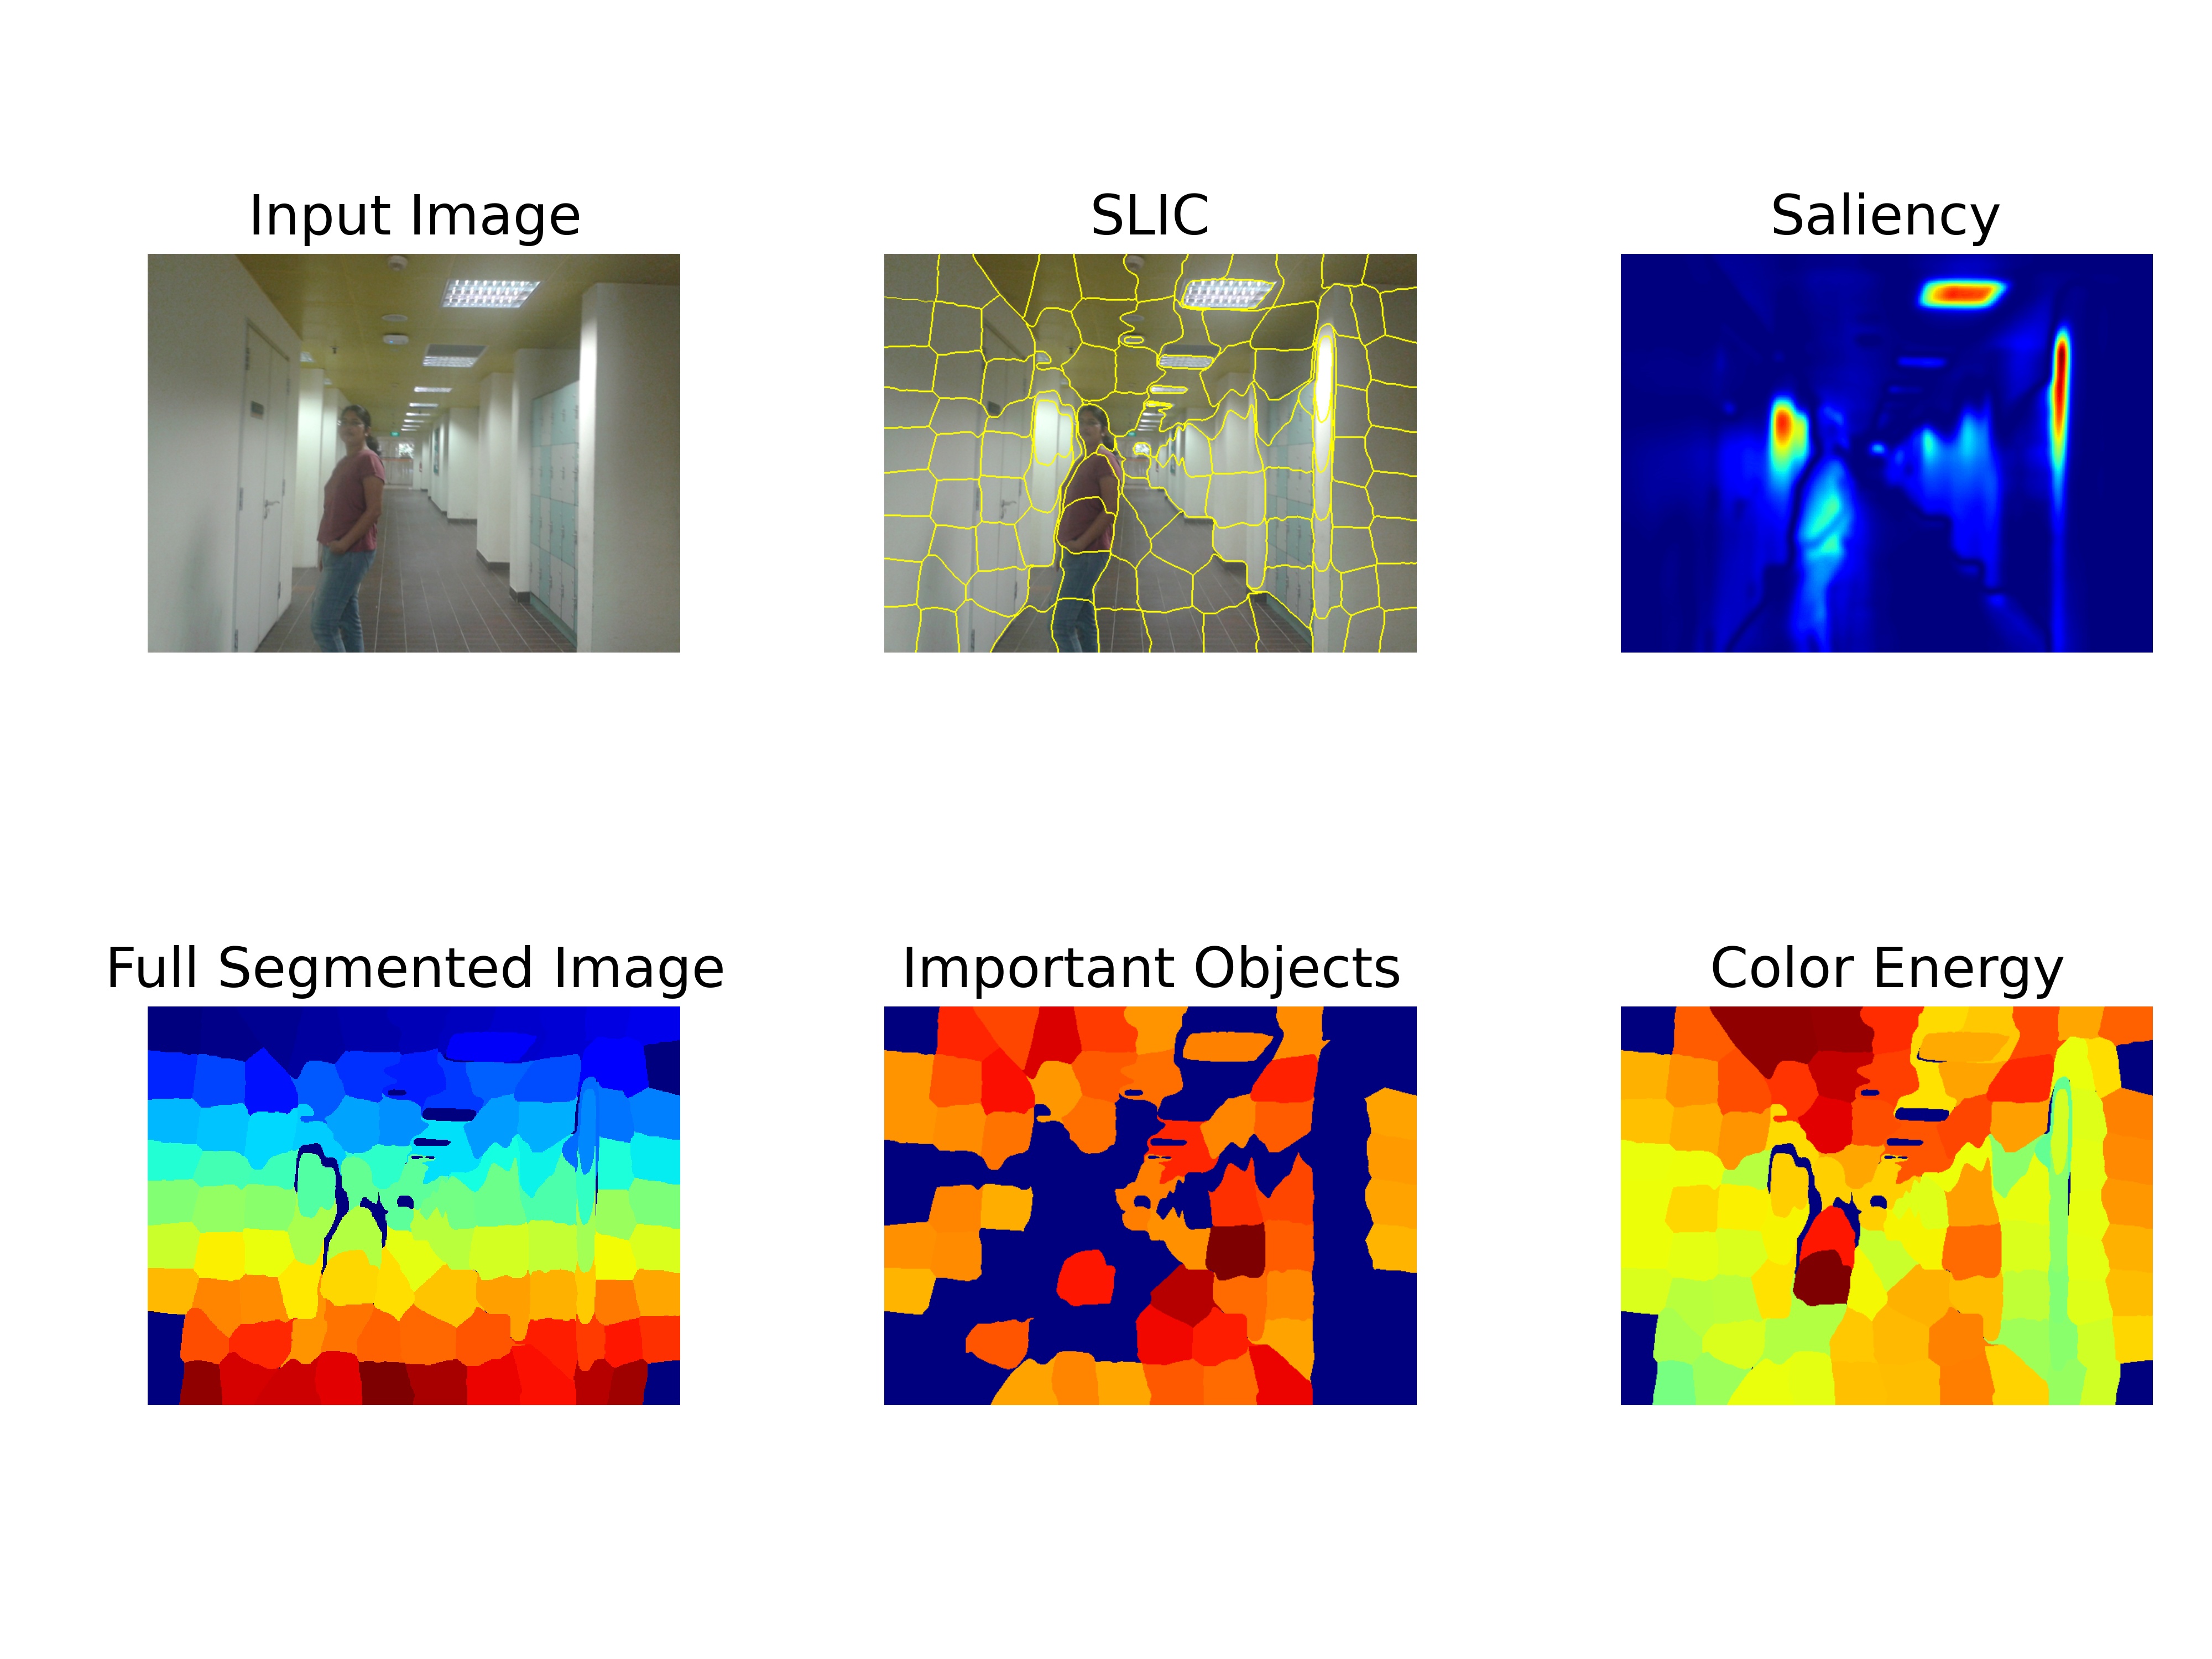 Input Image
SLIC
Saliency
Full Segmented Image
Important Objects
Color Energy